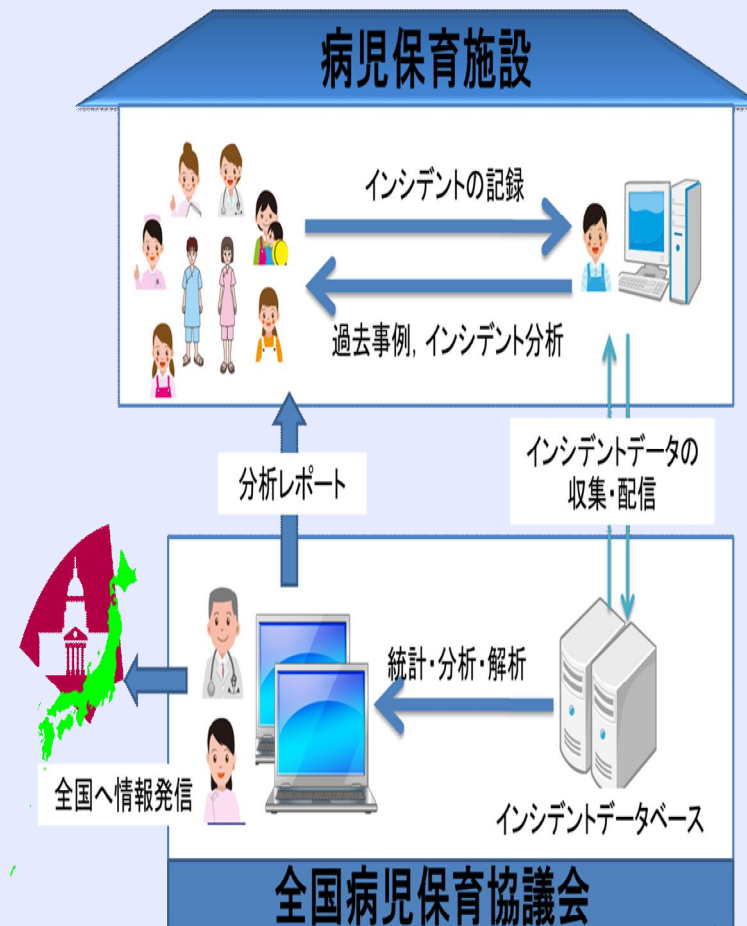 病児保育施設
インシデントの記録
過去事例, インシデント分析
分析レポート
インシデントデータの
収集・配信
統計・分析・解析
全国へ情報発信
インシデントデータベース
全国病児保育協議会